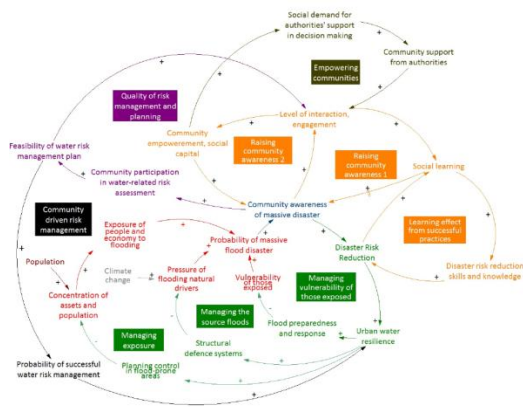 Social demand for
authorities' support
in decision making
Community support
from authorities
Empowering
communities
Quality of risk
management and
planning
Level of interaction,
engagement
Community
empowerment, social
capital
Feasibility of water risk
management plan
Raising
community
awareness 2
Raising
community
awareness 1
Social learning
Community participation
in water-related risk
assessment
Community awareness
of massive disaster
Community
driven risk
management
Exposure of
people and
economy to
flooding
Probability of massive
flood disaster
Learning effect
from successful
practices
Disaster Risk
Reduction
Population
Climate
change
Pressure of
flooding natural
drivers
Vulnerability
of those
exposed
Managing
vulnerability of
those exposed
Disaster risk reduction
skills and knowledge
Concentration of
assets and
population
Managing the
source floods
Flood preparedness
and response
Urban water
resilience
Managing
exposure
Structural
defence systems
Probability of successful
water risk management
Planning control
in flood-prone
areas